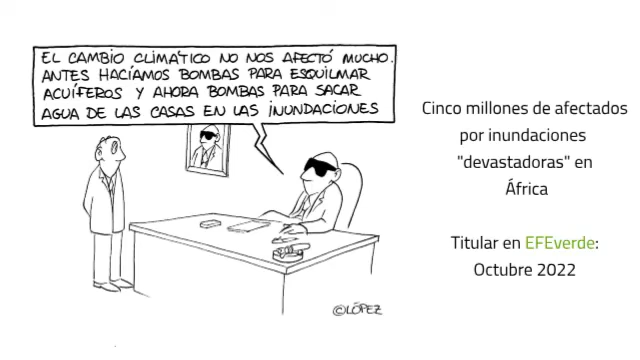 EL CAMBIO CLIMÁTICO NO NOS AFECTÓ MUCHO.
ANTES HACÍAMOS BOMBAS PARA ESQUILMAR
ACUÍFEROS Y AHORA BOMBAS PARA SACAR
AGUA DE LAS CASAS EN LAS INUNDACIONES
©LÓPEZ
Cinco millones de afectados
por inundaciones
"devastadoras" en
África
Titular en EFEverde:
Octubre 2022